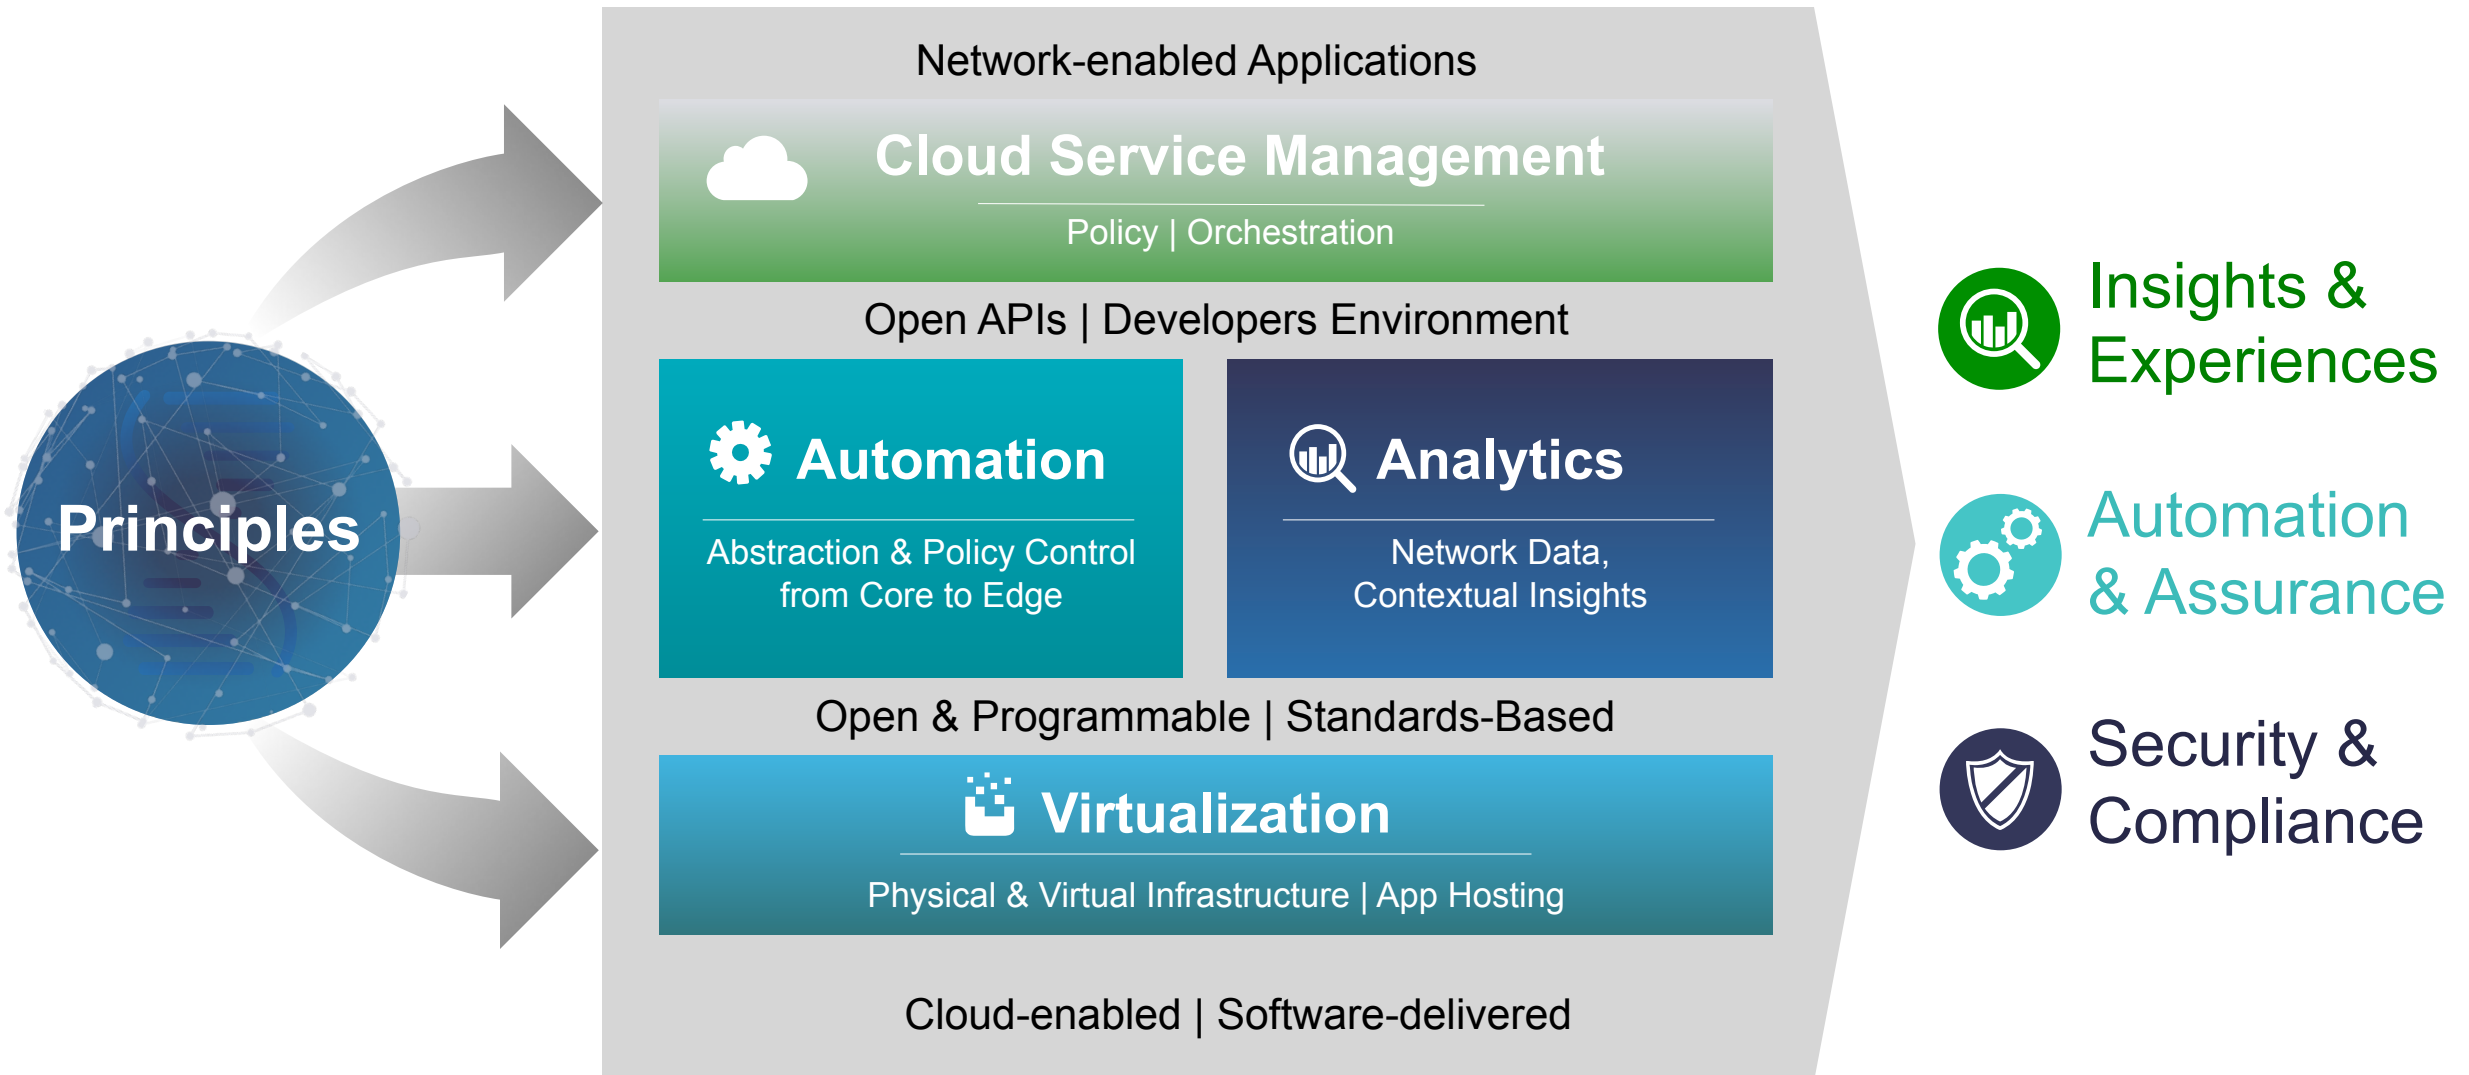 Principles
Network-enabled Applications
Cloud Service Management
Policy | Orchestration
Open APIs | Developers Environment
Automation
Abstraction & Policy Control
from Core to Edge
Analytics
Network Data,
Contextual Insights
Open & Programmable | Standards-Based
Virtualization
Physical & Virtual Infrastructure | App Hosting
Cloud-enabled | Software-delivered
Insights &
Experiences
Automation
& Assurance
Security &
Compliance